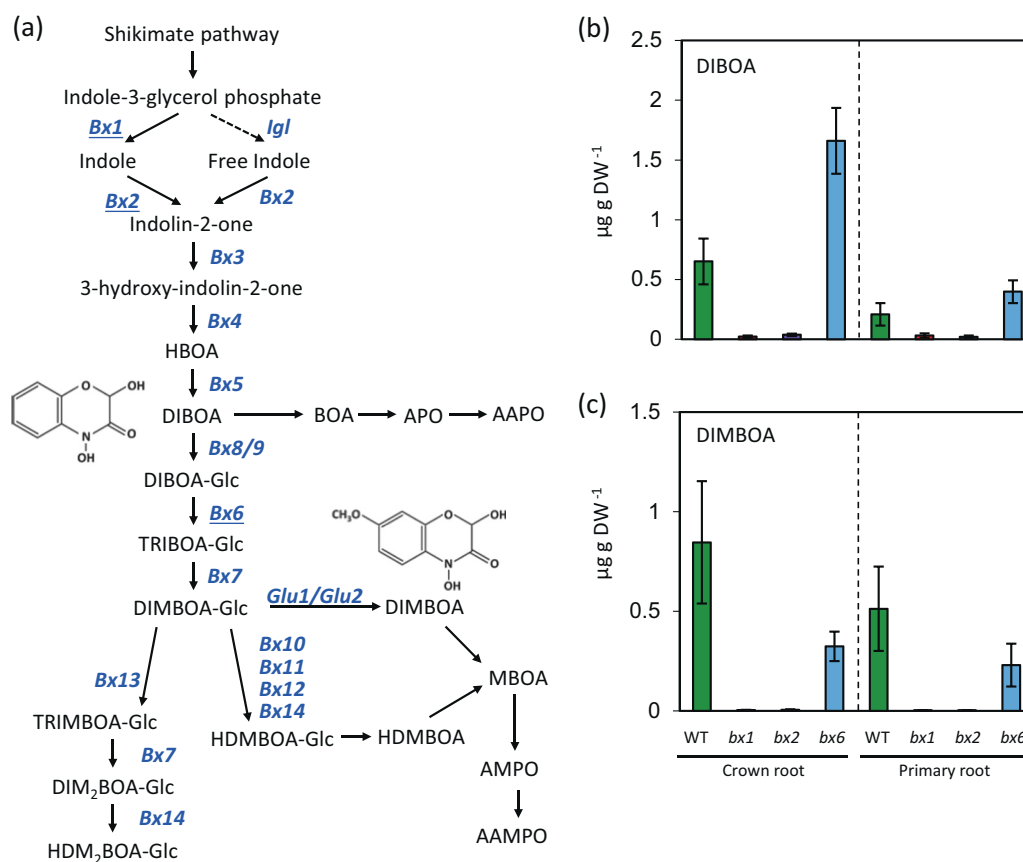 (a)
Shikimate pathway
Indole-3-glycerol phosphate
Bx1
Igl
Indole
Free Indole
Bx2
Bx2
Indolin-2-one
Bx3
3-hydroxy-indolin-2-one
Bx4
HBOA
Bx5
O
OH
N
O
OH
DIBOA
BOA
APO
AAPO
Bx8/9
DIBOA-Glc
Bx6
TRIBOA-Glc
Bx7
CH₃O
O
OH
N
O
OH
DIMBOA-Glc
Glu1/Glu2
DIMBOA
Bx10
Bx11
Bx12
Bx14
Bx13
MBOA
TRIMBOA-Glc
HDMBOA-Glc
HDMBOA
Bx7
DIM₂BOA-Glc
AMPO
Bx14
HDM₂BOA-Glc
AAMPO
(b)
DIBOA
µg g DW⁻¹
2.5
2
1.5
1
0.5
0
(c)
DIMBOA
µg g DW⁻¹
1.5
1
0.5
0
WT bx1 bx2 bx6 WT bx1 bx2 bx6
Crown root Primary root